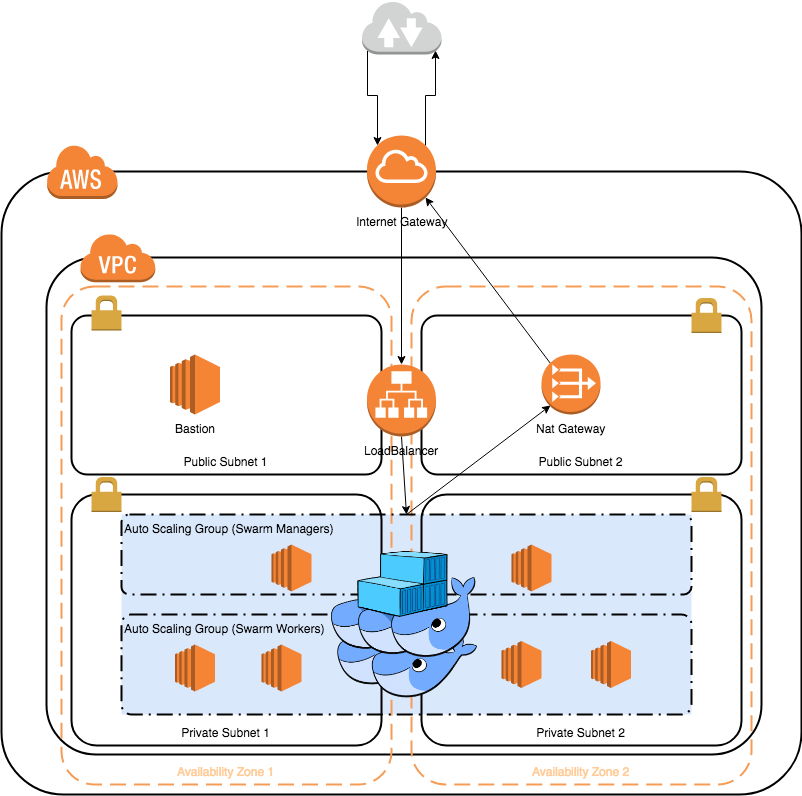 AWS
Internet Gateway
VPC
Bastion
LoadBalancer
Nat Gateway
Public Subnet 1
Public Subnet 2
Auto Scaling Group (Swarm Managers)
Auto Scaling Group (Swarm Workers)
Private Subnet 1
Private Subnet 2
Availability Zone 1
Availability Zone 2